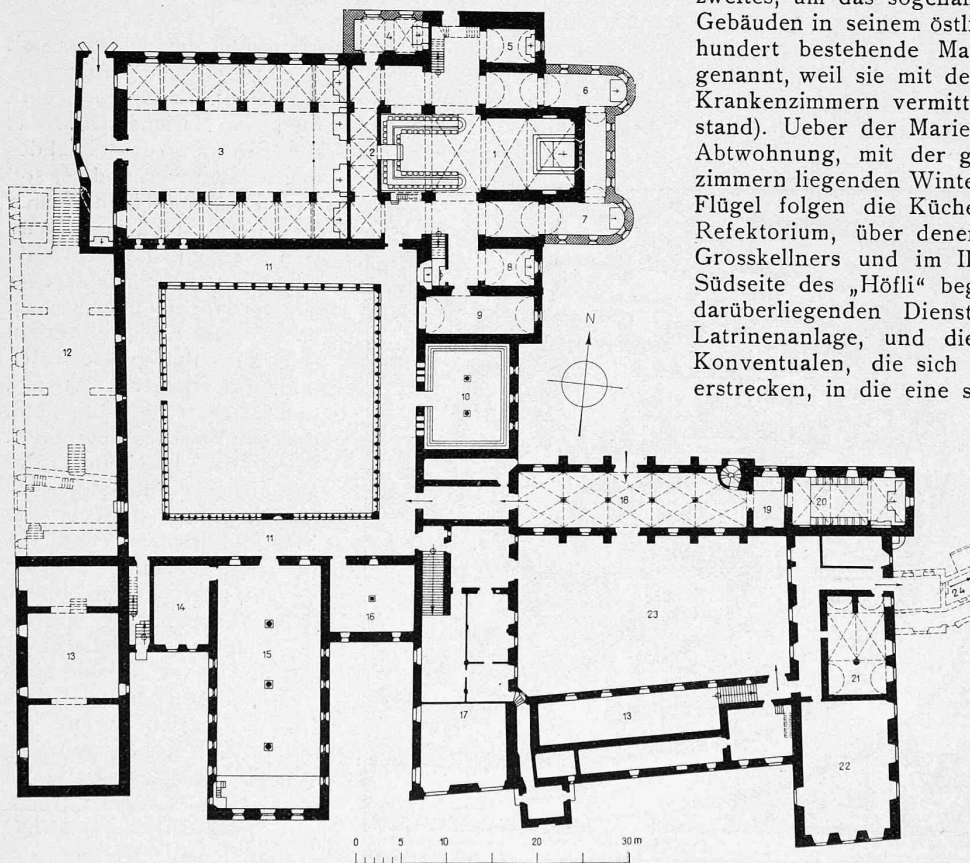 zweites, um das sogenan
Gebäuden in seinem östli
hundert bestehende Ma
genannt, weil sie mit de
Krankenzimmern vermitt
stand). Ueber der Marie
Abtwohnung, mit der g
zimmern liegenden Winte
Flügel folgen die Küche
Refektorium, über dene
Grosskellners und im II
Südseite des „Höfli“ beg
darüberliegenden Dienst
Latrinenanlage, und die
Konventualen, die sich
erstrecken, in die eine s
4
5
6
3
2
1
7
8
11
9
12
N
10
18
19
20
11
14
16
23
24
13
15
21
17
13
22
0 5 10 20 30 m